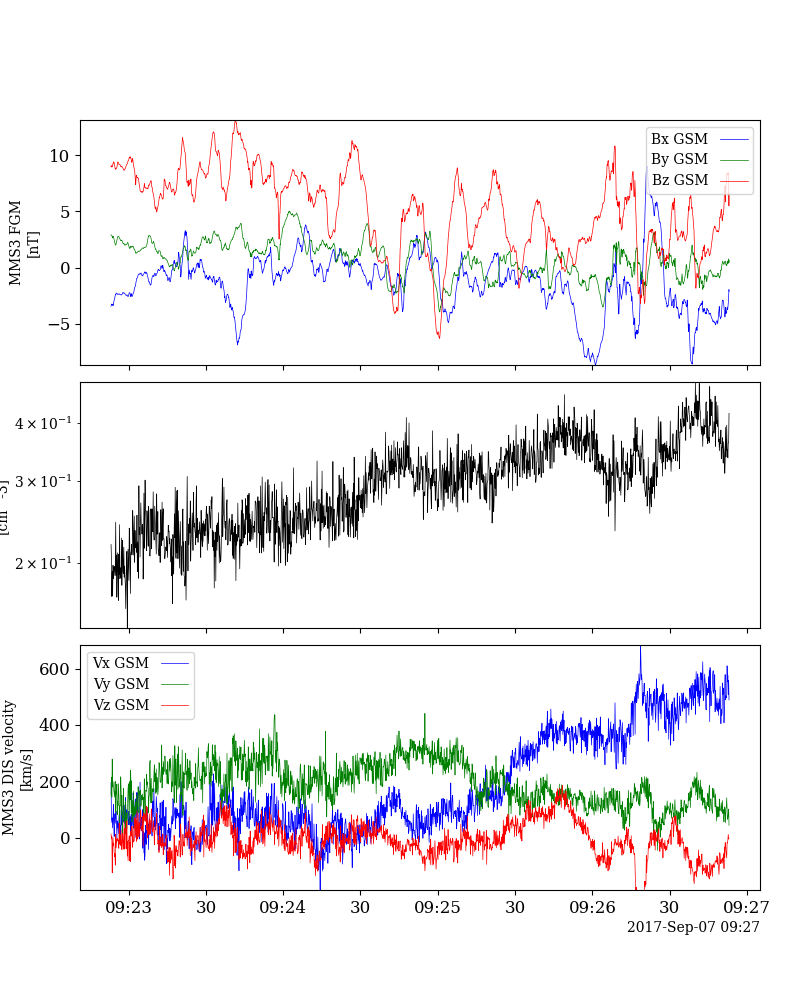 MMS3 FGM
[nT]
10
5
0
−5
Bx GSM
By GSM
Bz GSM
4 × 10⁻¹
3 × 10⁻¹
2 × 10⁻¹
MMS3 DIS velocity
[km/s]
600
400
200
0
Vx GSM
Vy GSM
Vz GSM
09:23 30 09:24 30 09:25 30 09:26 30 09:27
2017-Sep-07 09:27